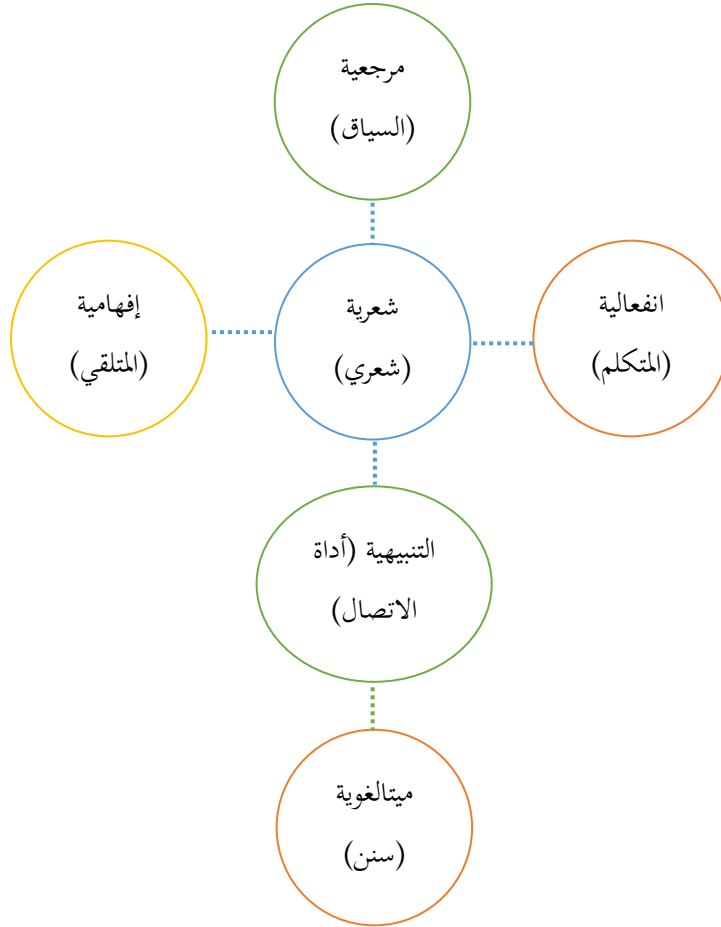 مرجعية
(السياق)
انفعالية
(المتكلم)
شعرية
(شعري)
إفهامية
(المتلقي)
التنبيهية (أداة
الاتصال)
ميتالغوية
(سنن)